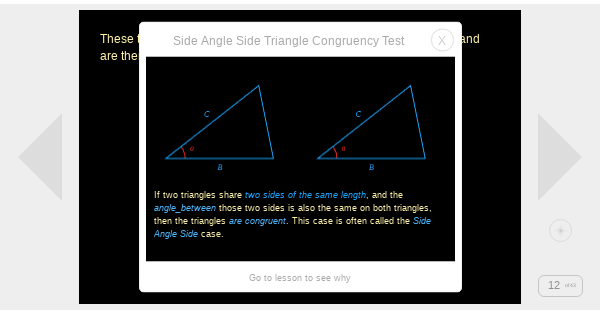 These t and
are the
Side Angle Side Triangle Congruency Test
X
C
a
B
C
a
B
If two triangles share two sides of the same length, and the
angle_between those two sides is also the same on both triangles,
then the triangles are congruent. This case is often called the Side
Angle Side case.
Go to lesson to see why
12